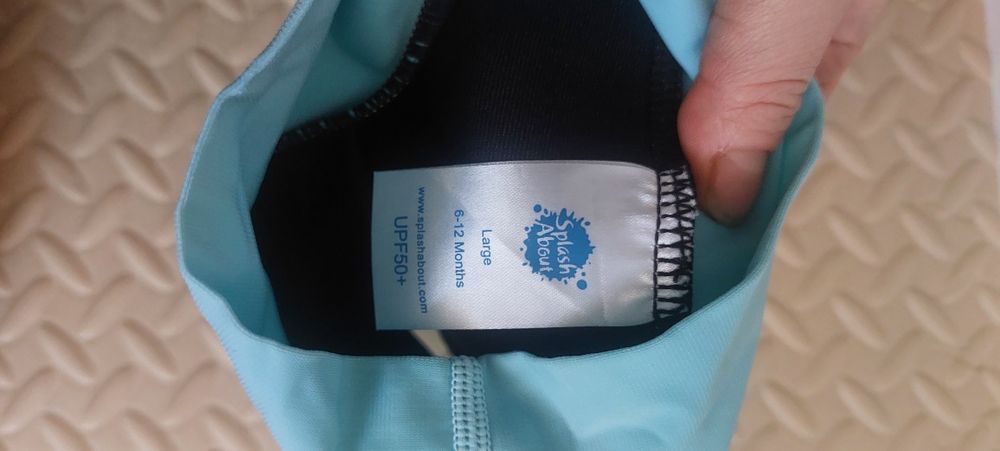 Splash
About
Large
6-12 Months
www.splashabout.com
UPF50+